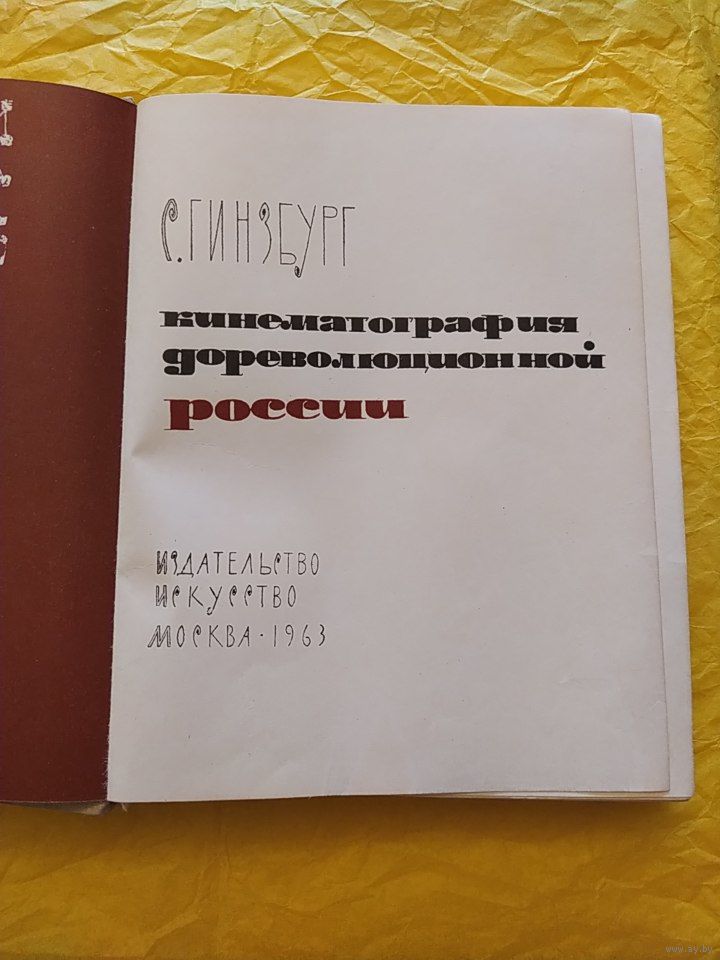 С.ГИНЗБУРГ
кинематография
дореволюционной
россии
ИЗДАТЕЛЬСТВО
ИСКУССТВО
МОСКВА·1963
www.ay.by